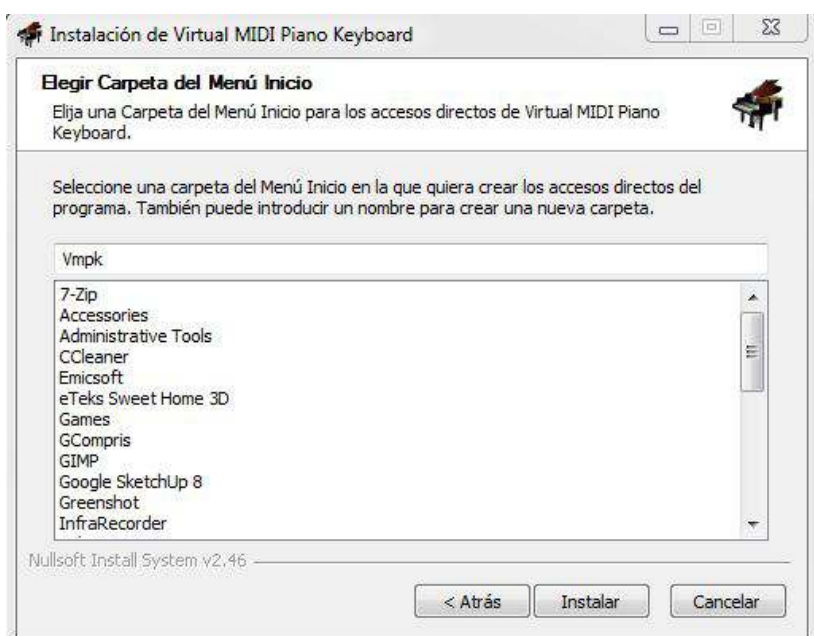 Instalación de Virtual MIDI Piano Keyboard
Elegir Carpeta del Menú Inicio
Elija una Carpeta del Menú Inicio para los accesos directos de Virtual MIDI Piano
Keyboard.
Seleccione una carpeta del Menú Inicio en la que quiera crear los accesos directos del
programa. También puede introducir un nombre para crear una nueva carpeta.
Vmpk
7-Zip
Accessories
Administrative Tools
CCleaner
Emicsoft
eTeks Sweet Home 3D
Games
GCompris
GIMP
Google SketchUp 8
Greenshot
InfraRecorder
Nullsoft Install System v2.46
< Atrás
Instalar
Cancelar